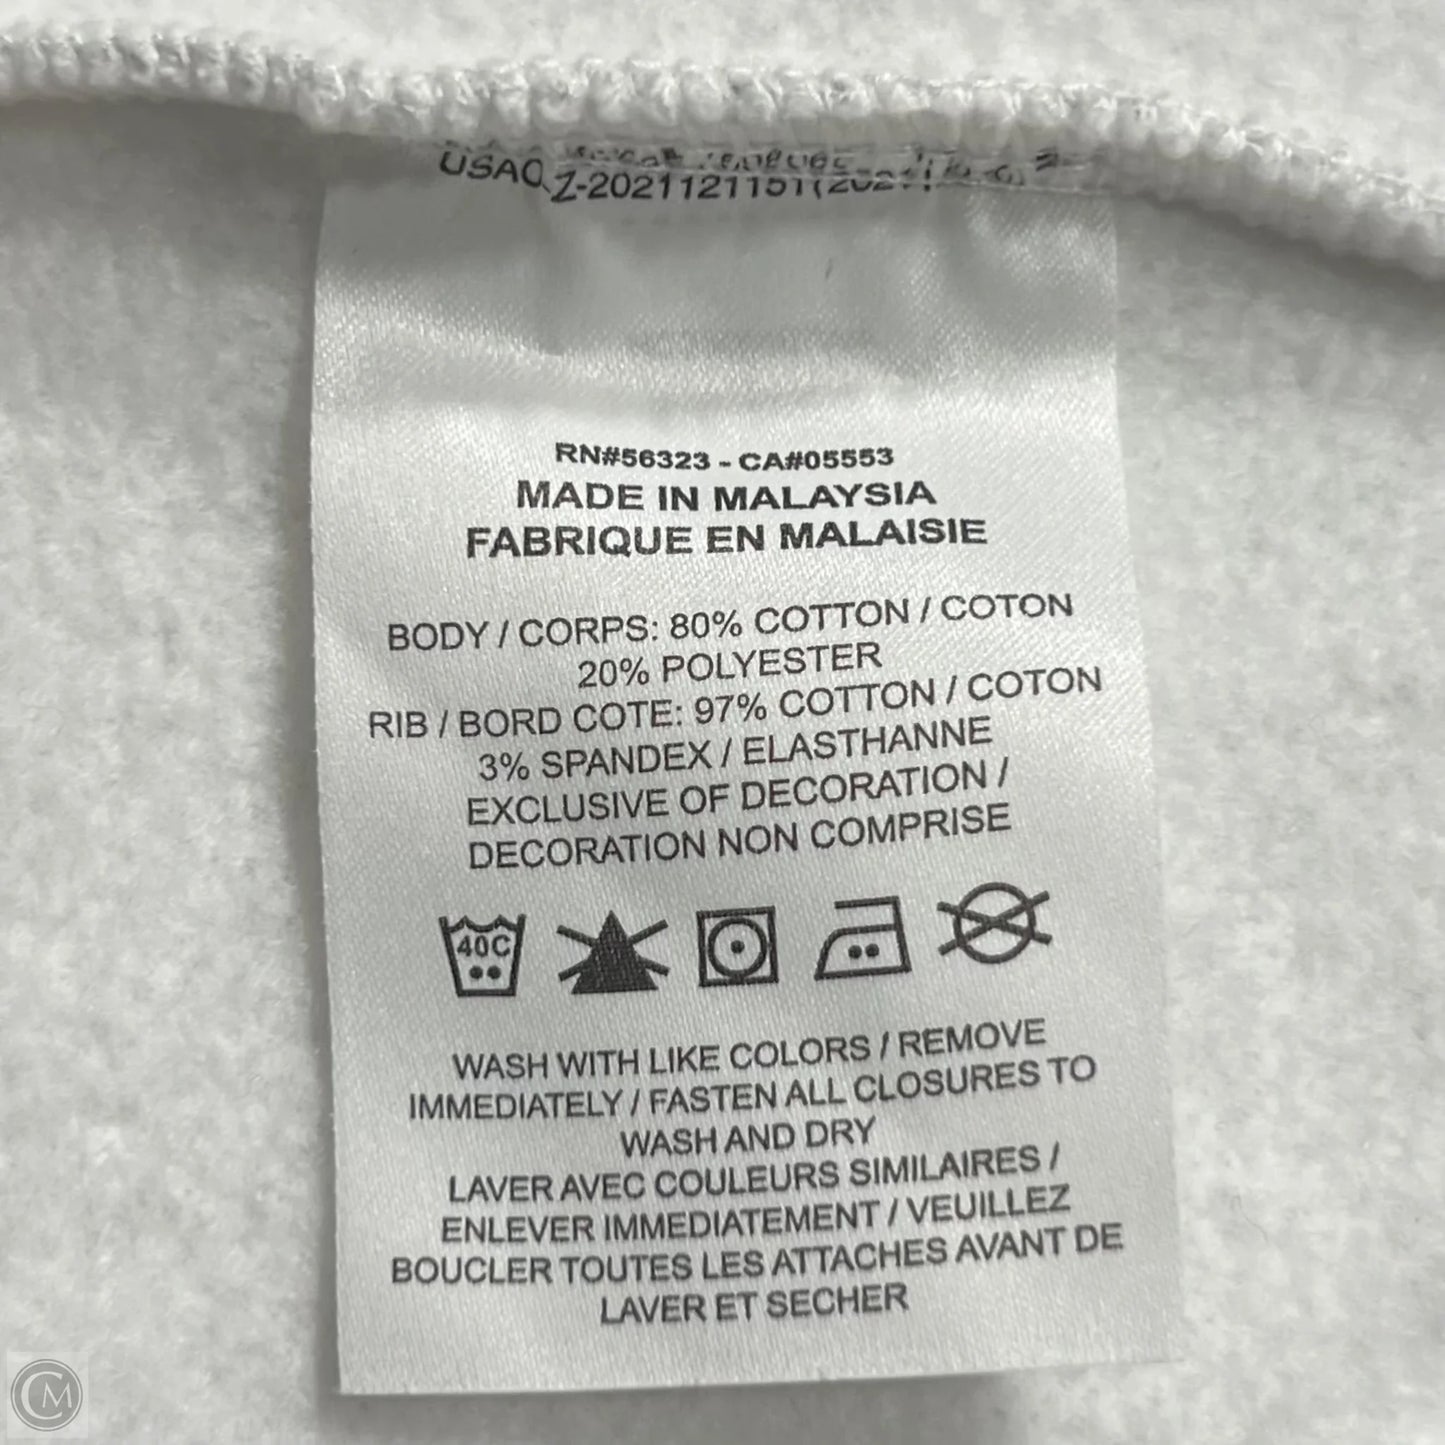 USAQZ-2021121151(2021
RN#56323 - CA#05553
MADE IN MALAYSIA
FABRIQUE EN MALAISIE
BODY / CORPS: 80% COTTON / COTON
20% POLYESTER
RIB / BORD COTE: 97% COTTON / COTON
3% SPANDEX / ELASTHANNE
EXCLUSIVE OF DECORATION /
DECORATION NON COMPRISE
40C
WASH WITH LIKE COLORS / REMOVE
IMMEDIATELY / FASTEN ALL CLOSURES TO
WASH AND DRY
LAVER AVEC COULEURS SIMILAIRES /
ENLEVER IMMEDIATEMENT / VEUILLEZ
BOUCLER TOUTES LES ATTACHES AVANT DE
LAVER ET SECHER
CM